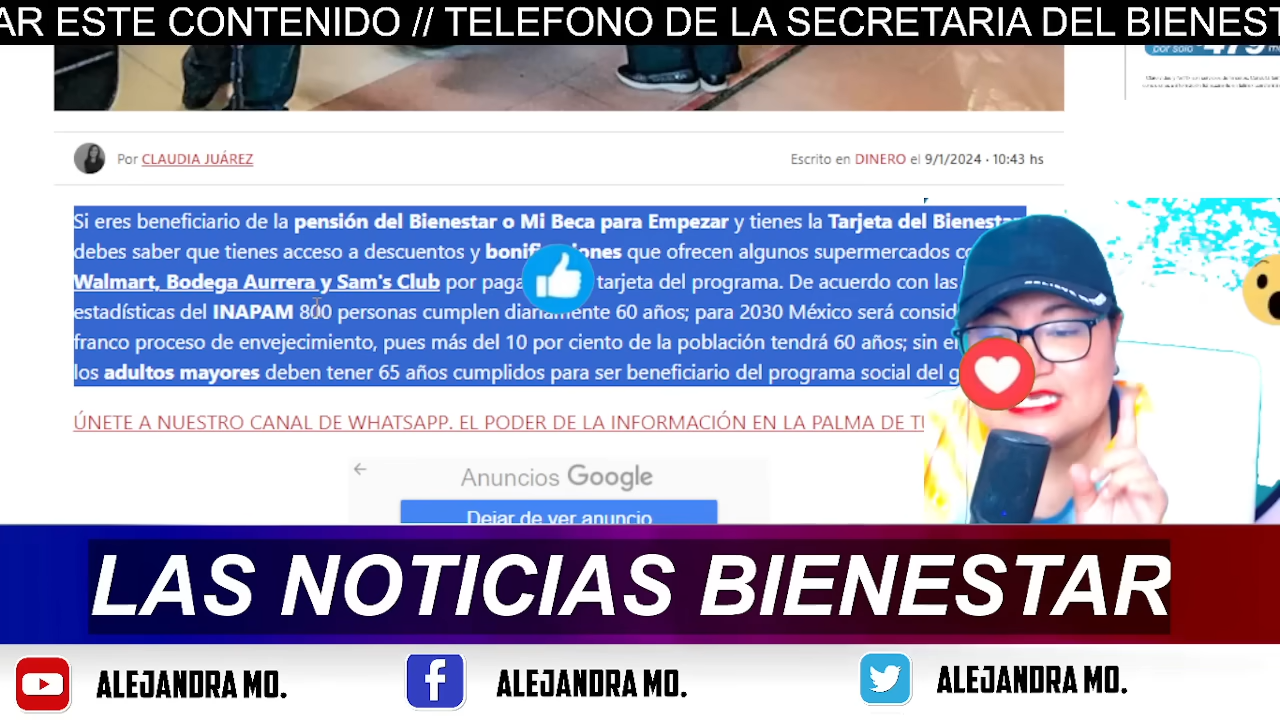 AR ESTE CONTENIDO // TELEFONO DE LA SECRETARIA DEL BIENEST
por solo $479
Por CLAUDIA JUÁREZ
Escrito en DINERO el 9/1/2024 · 10:43 hs
Si eres beneficiario de la pensión del Bienestar o Mi Beca para Empezar y tienes la Tarjeta del Bienestar
debes saber que tienes acceso a descuentos y bonificaciones que ofrecen algunos supermercados co
Walmart, Bodega Aurrera y Sam's Club por paga tarjeta del programa. De acuerdo con las
estadísticas del INAPAM 800 personas cumplen diariamente 60 años; para 2030 México será consid
franco proceso de envejecimiento, pues más del 10 por ciento de la población tendrá 60 años; sin e
los adultos mayores deben tener 65 años cumplidos para ser beneficiario del programa social del g
ÚNETE A NUESTRO CANAL DE WHATSAPP. EL PODER DE LA INFORMACIÓN EN LA PALMA DE TU
Anuncios Google
Dejar de ver anuncio
LAS NOTICIAS BIENESTAR
ALEJANDRA MO.
ALEJANDRA MO.
ALEJANDRA MO.